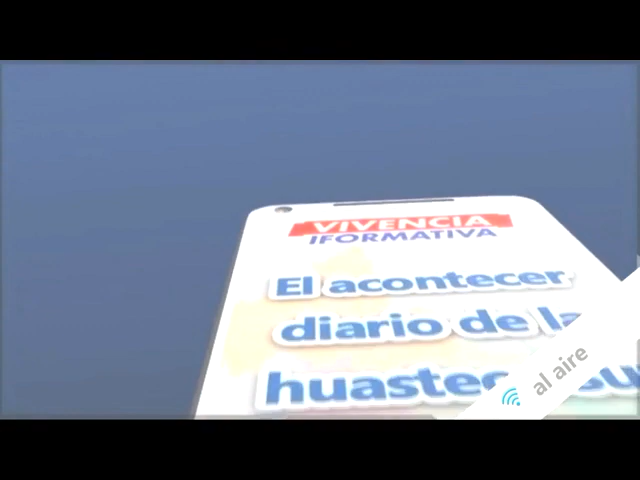 VIVENCIA
IFORMATIVA
El acontecer
diario de la
al aire